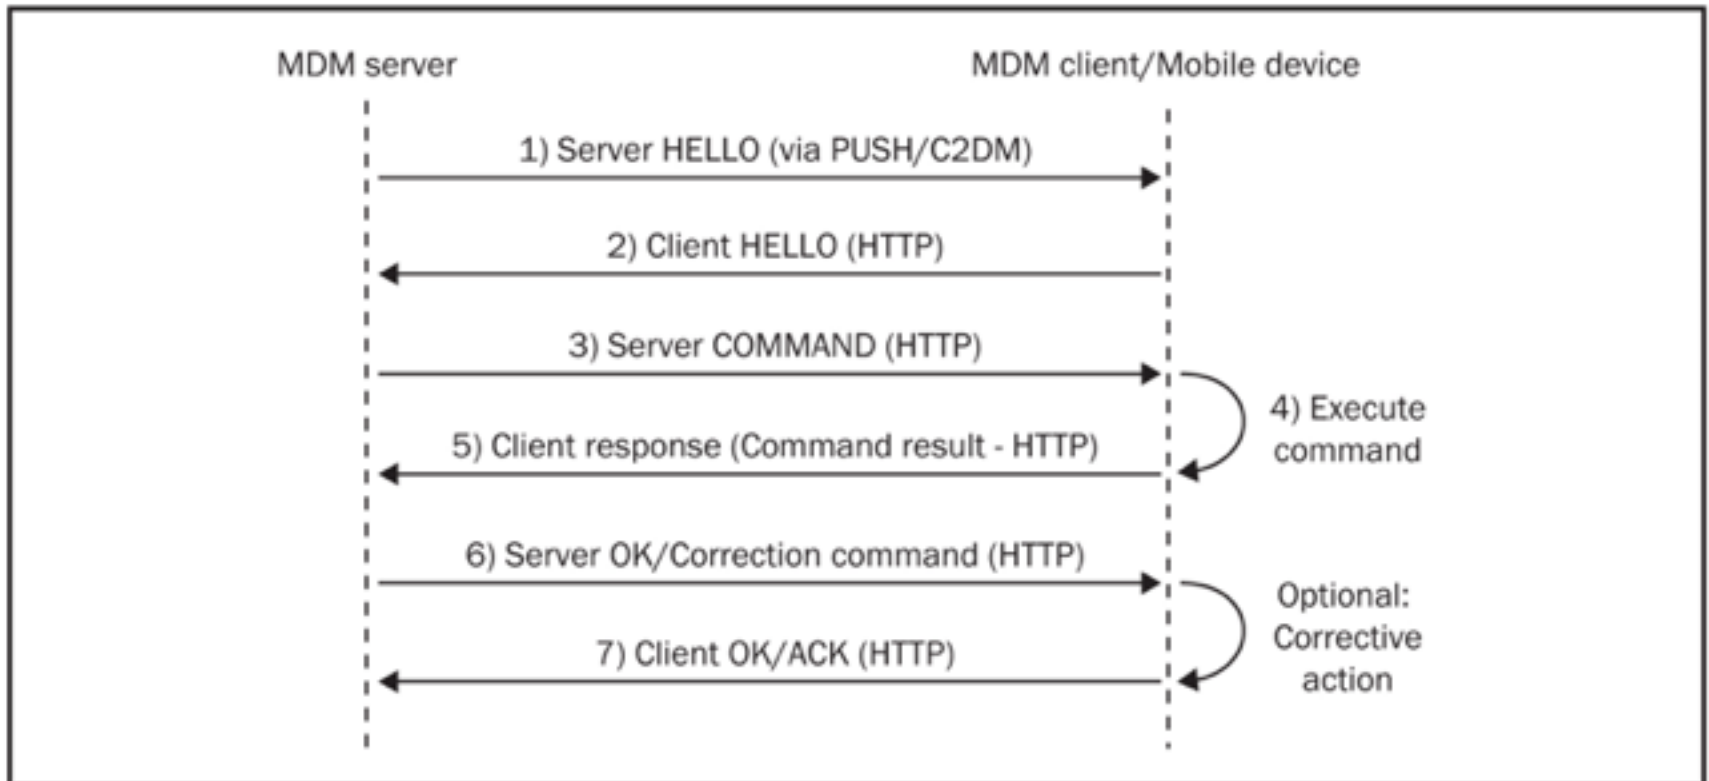 MDM server
MDM client/Mobile device
1) Server HELLO (via PUSH/C2DM)
2) Client HELLO (HTTP)
3) Server COMMAND (HTTP)
4) Execute
command
5) Client response (Command result - HTTP)
6) Server OK/Correction command (HTTP)
Optional:
Corrective
action
7) Client OK/ACK (HTTP)